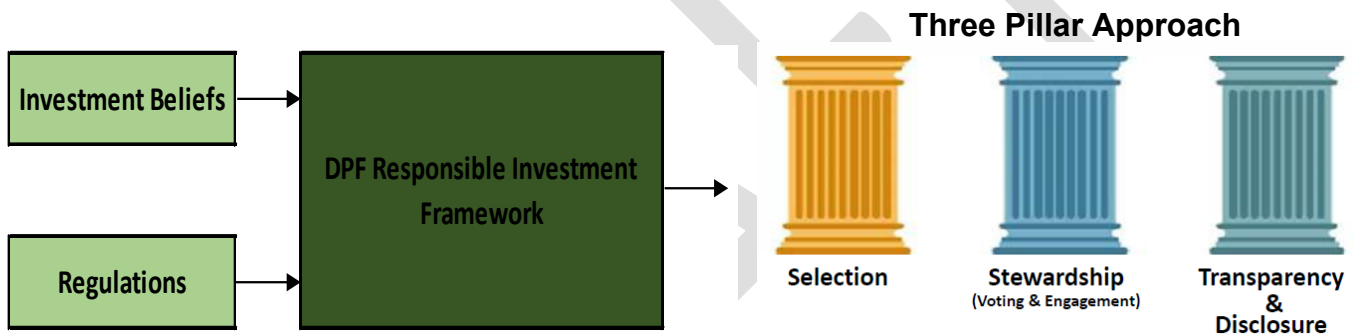 Three Pillar Approach
Investment Beliefs
DPF Responsible Investment
Framework
Regulations
Selection
Stewardship
(Voting & Engagement)
Transparency
&
Disclosure